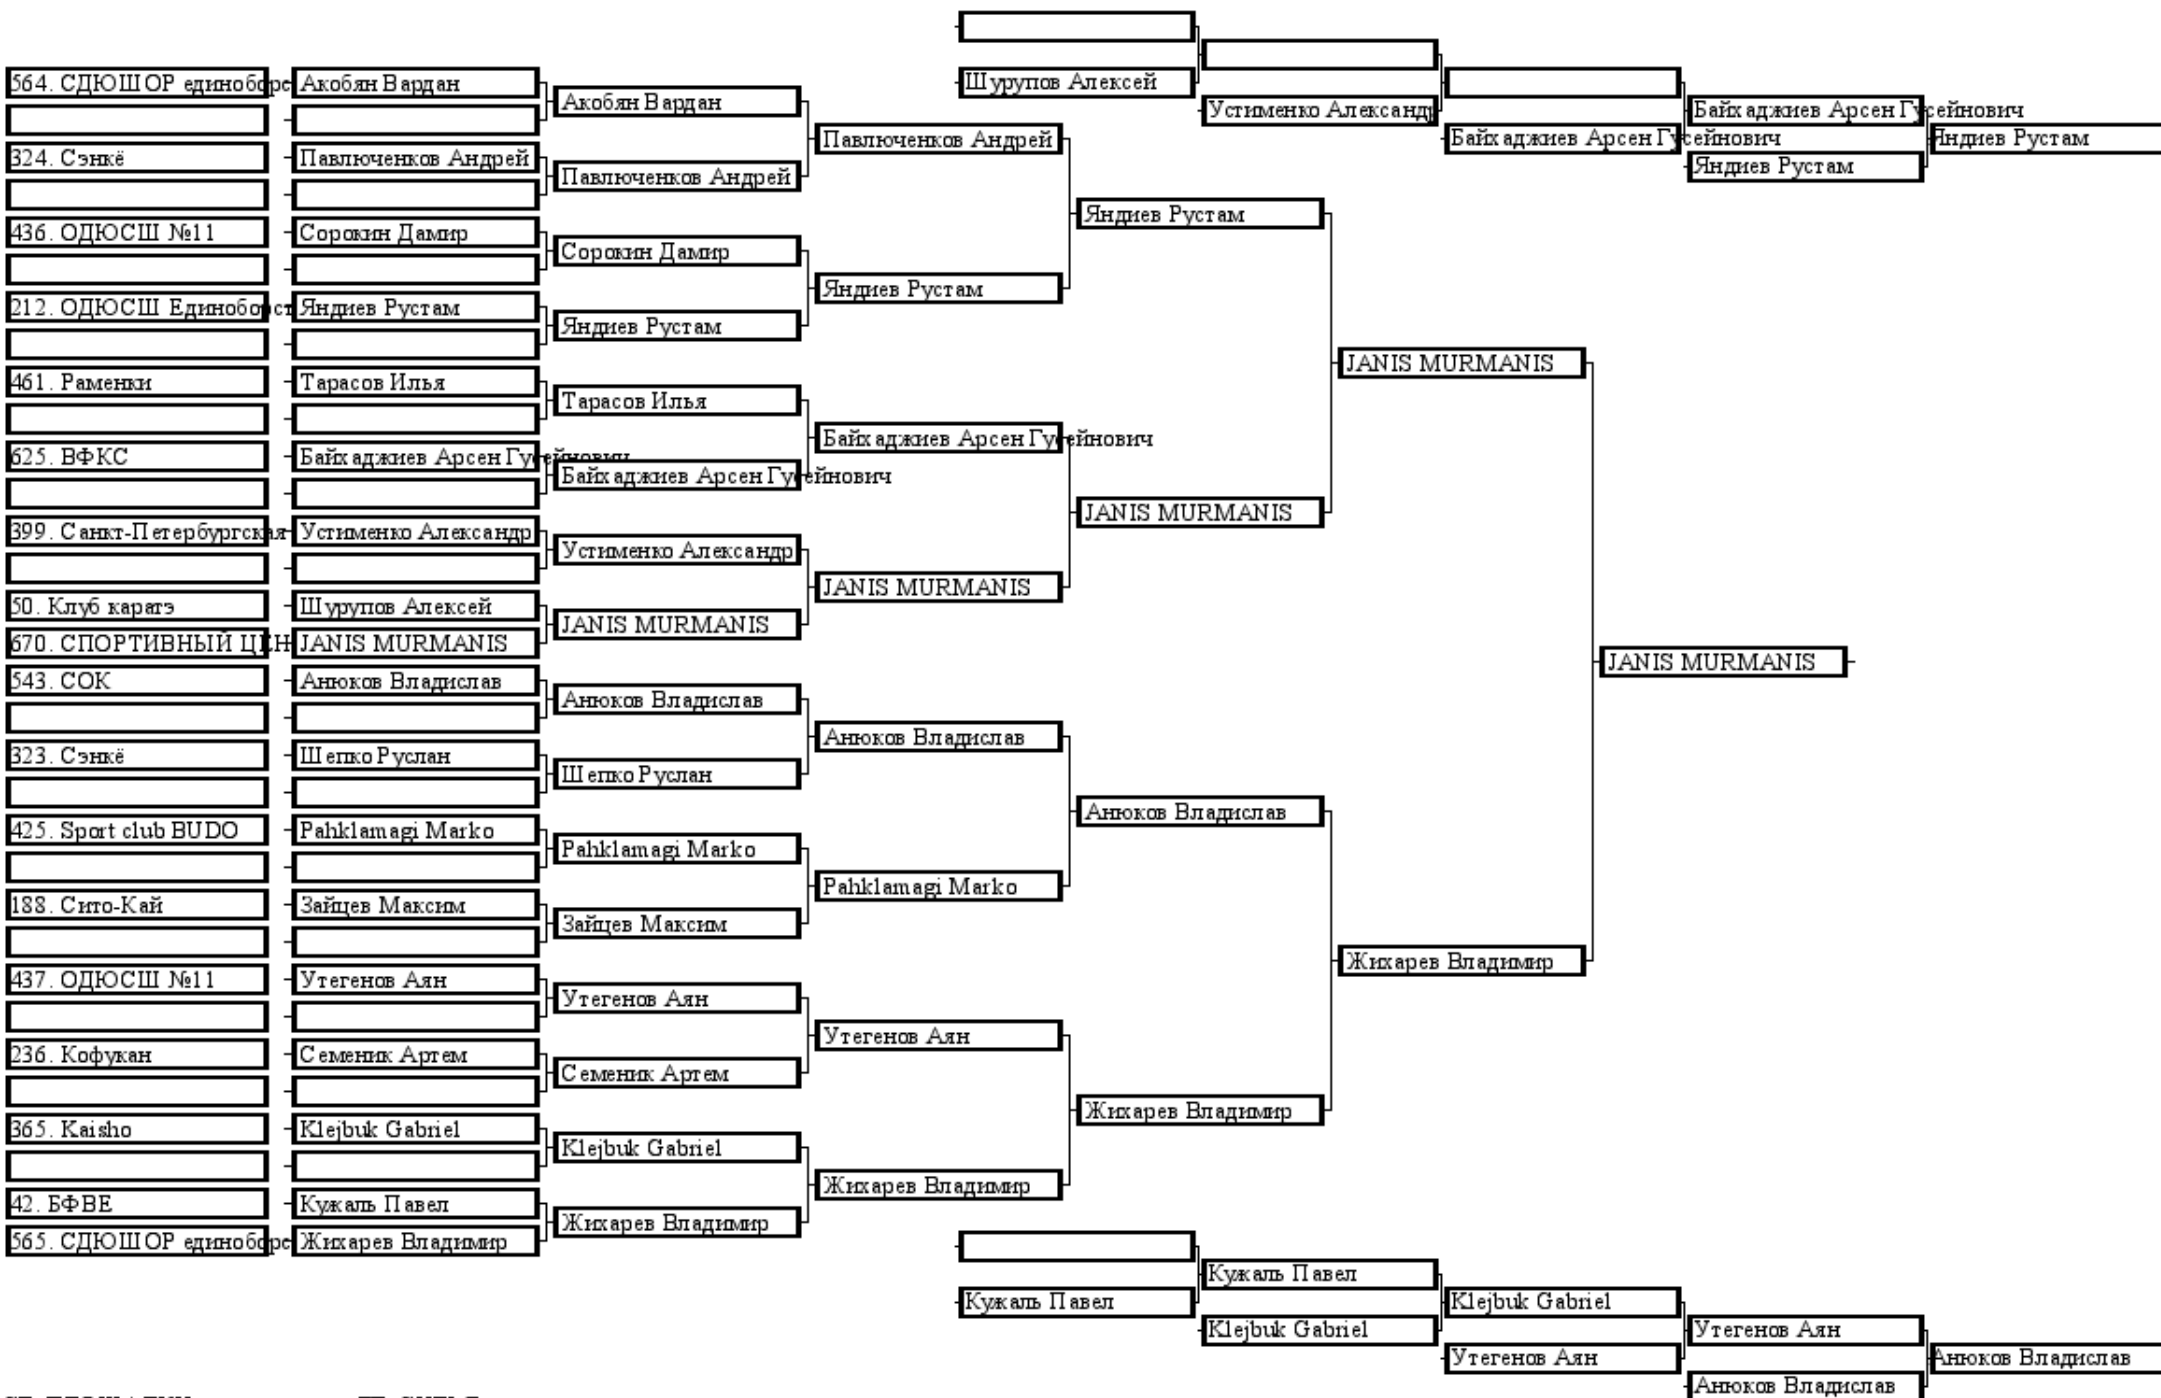 Шурупов Алексей
Устименко Александр
Байхаджиев Арсен Гусейнович
Байхаджиев Арсен Гусейнович
Яндиев Рустам
Яндиев Рустам
564. СДЮШОР единоборс Акобян Вардан
Акобян Вардан
324. Сэнкё Павлюченков Андрей
Павлюченков Андрей
Павлюченков Андрей
436. ОДЮСШ №11 Сорокин Дамир
Сорокин Дамир
212. ОДЮСШ Единоборст Яндиев Рустам
Яндиев Рустам
Яндиев Рустам
Яндиев Рустам
461. Раменки Тарасов Илья
Тарасов Илья
625. ВФКС Байхаджиев Арсен Гусейнович
Байхаджиев Арсен Гусейнович
Байхаджиев Арсен Гусейнович
399. Санкт-Петербургская Устименко Александр
Устименко Александр
50. Клуб каратэ Шурупов Алексей
670. СПОРТИВНЫЙ ЦЕН JANIS MURMANIS
JANIS MURMANIS
JANIS MURMANIS
JANIS MURMANIS
JANIS MURMANIS
JANIS MURMANIS
543. СОК Анюков Владислав
Анюков Владислав
323. Сэнкё Шепко Руслан
Шепко Руслан
Анюков Владислав
425. Sport club BUDO Pahklamagi Marko
Pahklamagi Marko
188. Сито-Кай Зайцев Максим
Зайцев Максим
Pahklamagi Marko
Анюков Владислав
437. ОДЮСШ №11 Утегенов Аян
Утегенов Аян
236. Кофукан Семеник Артем
Семеник Артем
Утегенов Аян
365. Kaisho Klejbuk Gabriel
Klejbuk Gabriel
42. БФВЕ Кужаль Павел
565. СДЮШОР единоборс Жихарев Владимир
Жихарев Владимир
Жихарев Владимир
Жихарев Владимир
Жихарев Владимир
Кужаль Павел
Кужаль Павел
Klejbuk Gabriel
Klejbuk Gabriel
Утегенов Аян
Утегенов Аян
Анюков Владислав
Анюков Владислав